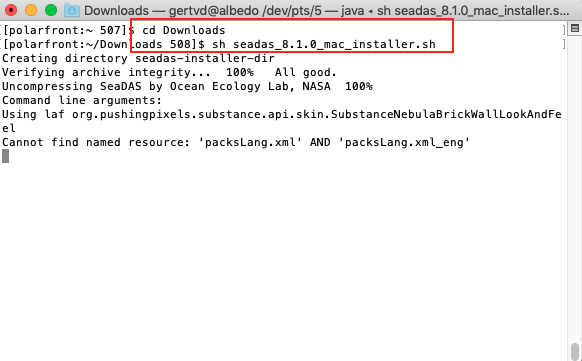 Downloads — gertvd@albedo /dev/pts/5 — java ◂ sh seadas_8.1.0_mac_installer.s...
[[polarfront:~ 507]$ cd Downloads ]
[[polarfront:~/Downloads 508]$ sh seadas_8.1.0_mac_installer.sh ]
Creating directory seadas-installer-dir
Verifying archive integrity...  100%   All good.
Uncompressing SeaDAS by Ocean Ecology Lab, NASA  100%
Command line arguments:
Using laf org.pushingpixels.substance.api.skin.SubstanceNebulaBrickWallLookAndFe
el
Cannot find named resource: 'packsLang.xml' AND 'packsLang.xml_eng'